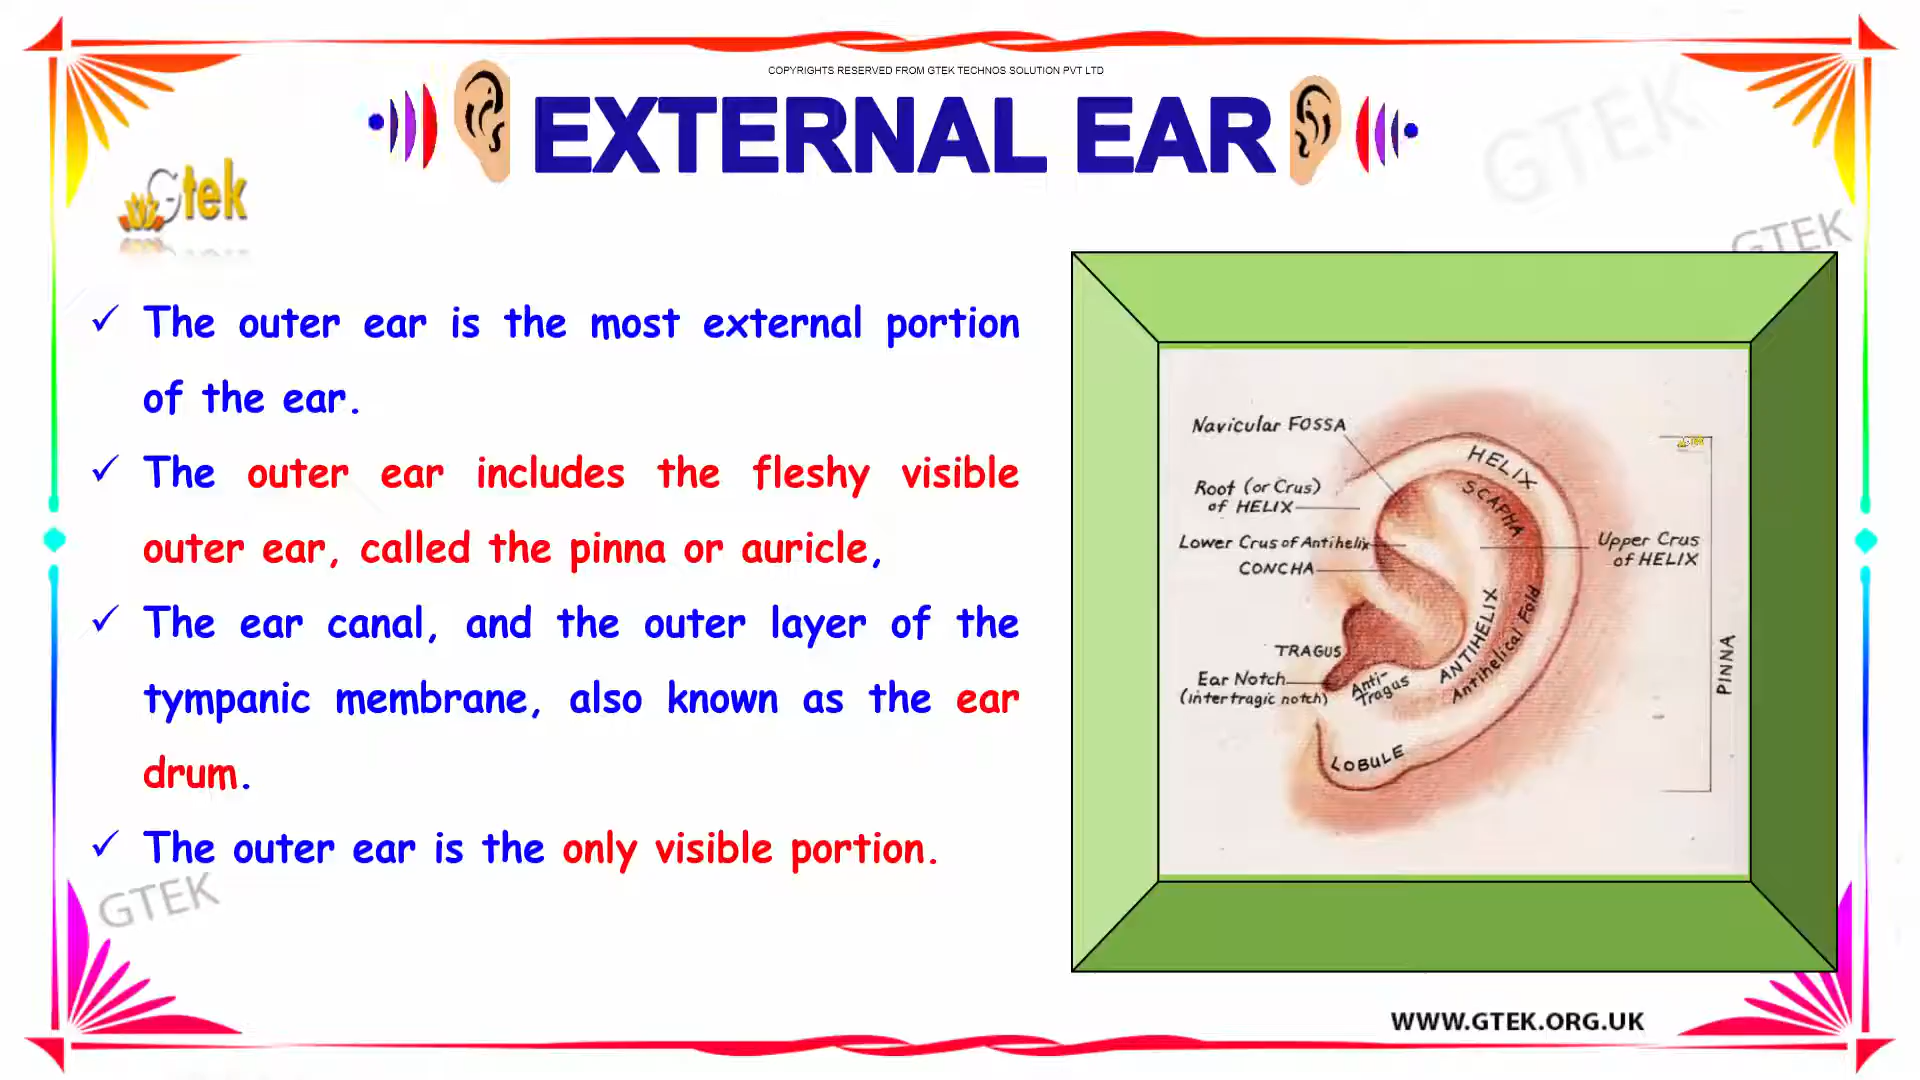 COPYRIGHTS RESERVED FROM GTEK TECHNOS SOLUTION PVT LTD
EXTERNAL EAR
GTEK
Gtek
GTEK
✓ The outer ear is the most external portion
of the ear.
✓ The outer ear includes the fleshy visible
outer ear, called the pinna or auricle,
✓ The ear canal, and the outer layer of the
tympanic membrane, also known as the ear
drum.
✓ The outer ear is the only visible portion.
GTEK
Navicular FOSSA
HELIX
SCAPHA
Root (or Crus)
of HELIX
Lower Crus of Antihelix
CONCHA
Upper Crus
of HELIX
ANTIHELIX
Antihelical Fold
TRAGUS
Ear Notch
(intertragic notch)
Anti-
Tragus
LOBULE
PINNA
WWW.GTEK.ORG.UK